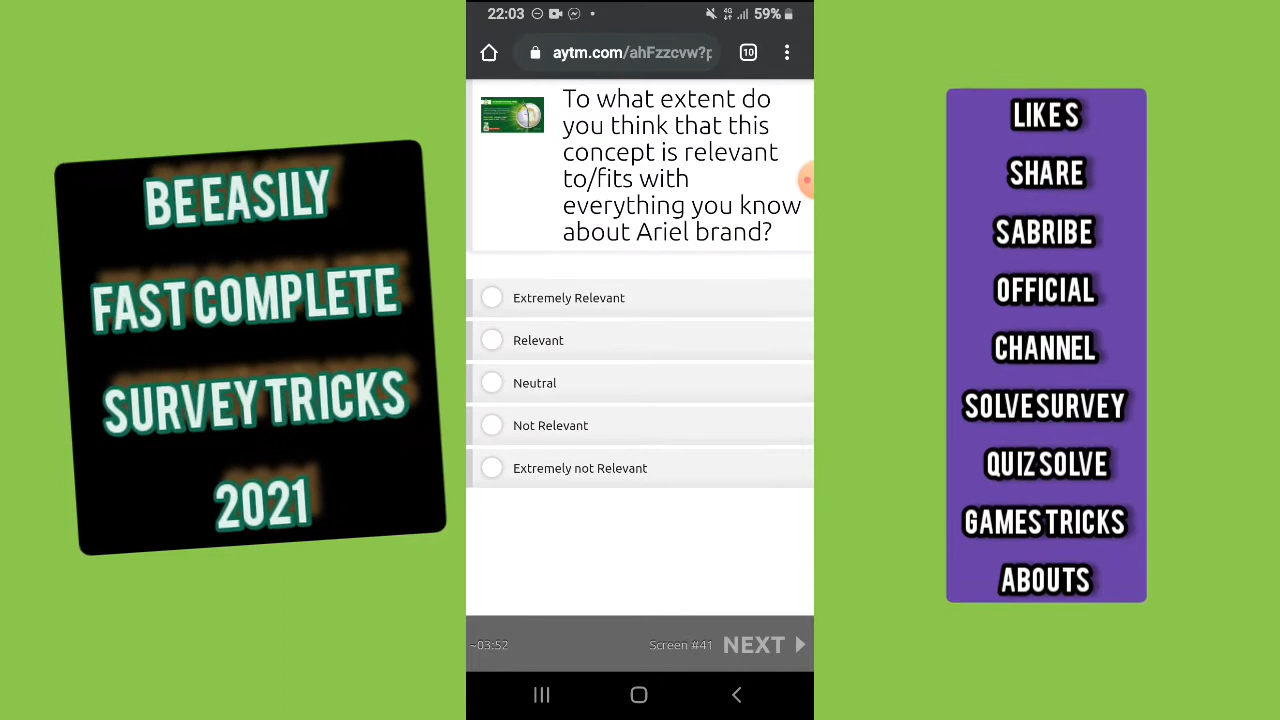 BE EASILY
FAST COMPLETE
SURVEY TRICKS
2021
22:03
4G
59%
aytm.com/ahFzzcvw?p
10
To what extent do
you think that this
concept is relevant
to/fits with
everything you know
about Ariel brand?
Extremely Relevant
Relevant
Neutral
Not Relevant
Extremely not Relevant
~03:52
Screen #41
NEXT
LIKES
SHARE
SABRIBE
OFFICIAL
CHANNEL
SOLVE SURVEY
QUIZ SOLVE
GAMES TRICKS
ABOUTS